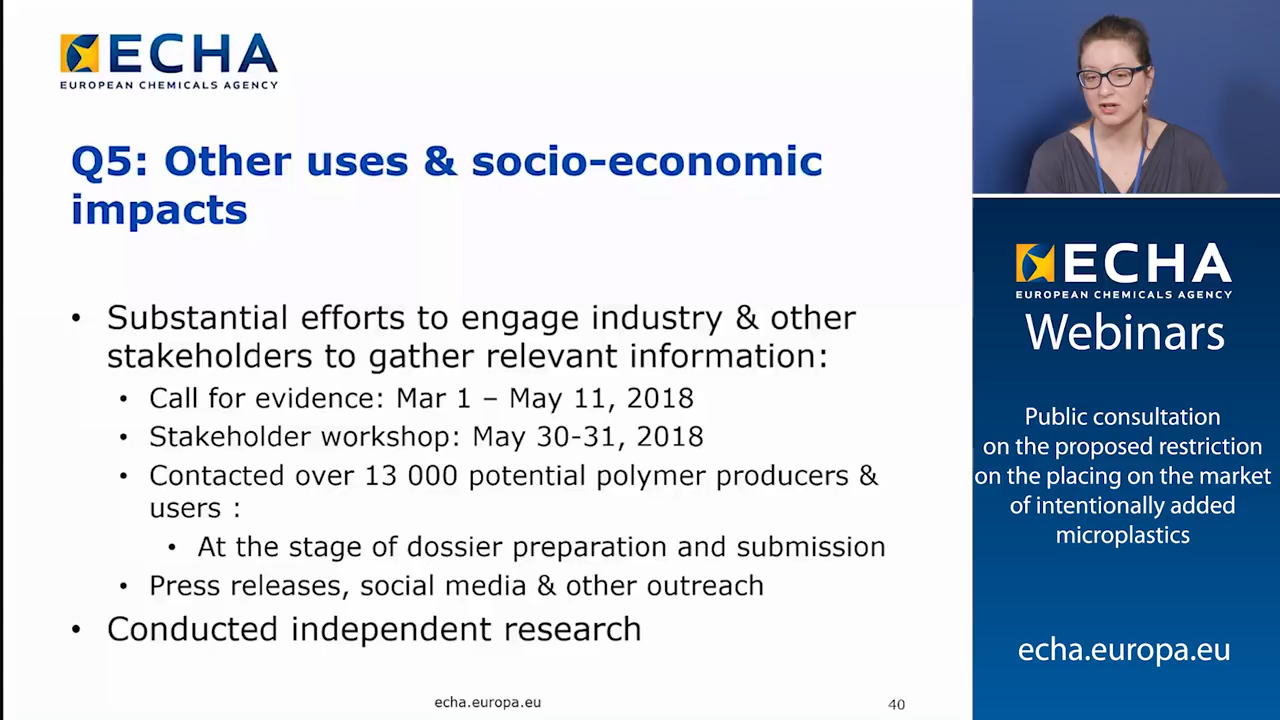 ECHA
EUROPEAN CHEMICALS AGENCY
Q5: Other uses & socio-economic
impacts
• Substantial efforts to engage industry & other
stakeholders to gather relevant information:
• Call for evidence: Mar 1 – May 11, 2018
• Stakeholder workshop: May 30-31, 2018
• Contacted over 13 000 potential polymer producers &
users :
• At the stage of dossier preparation and submission
• Press releases, social media & other outreach
• Conducted independent research
echa.europa.eu
40
ECHA
EUROPEAN CHEMICALS AGENCY
Webinars
Public consultation
on the proposed restriction
on the placing on the market
of intentionally added
microplastics
echa.europa.eu